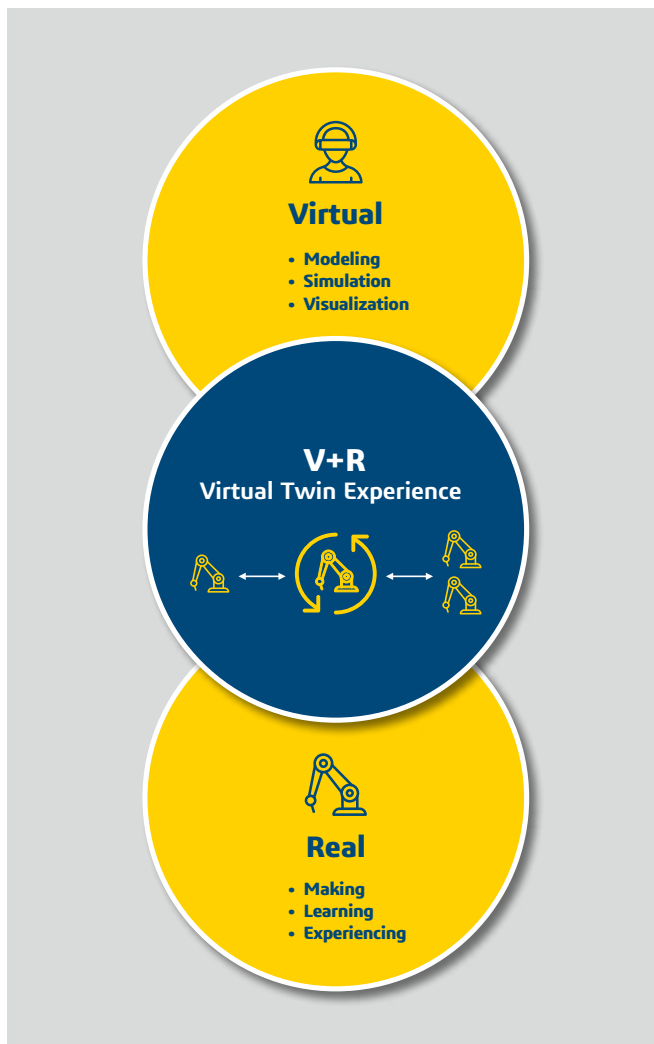 Virtual
• Modeling
• Simulation
• Visualization
V+R
Virtual Twin Experience
Real
• Making
• Learning
• Experiencing